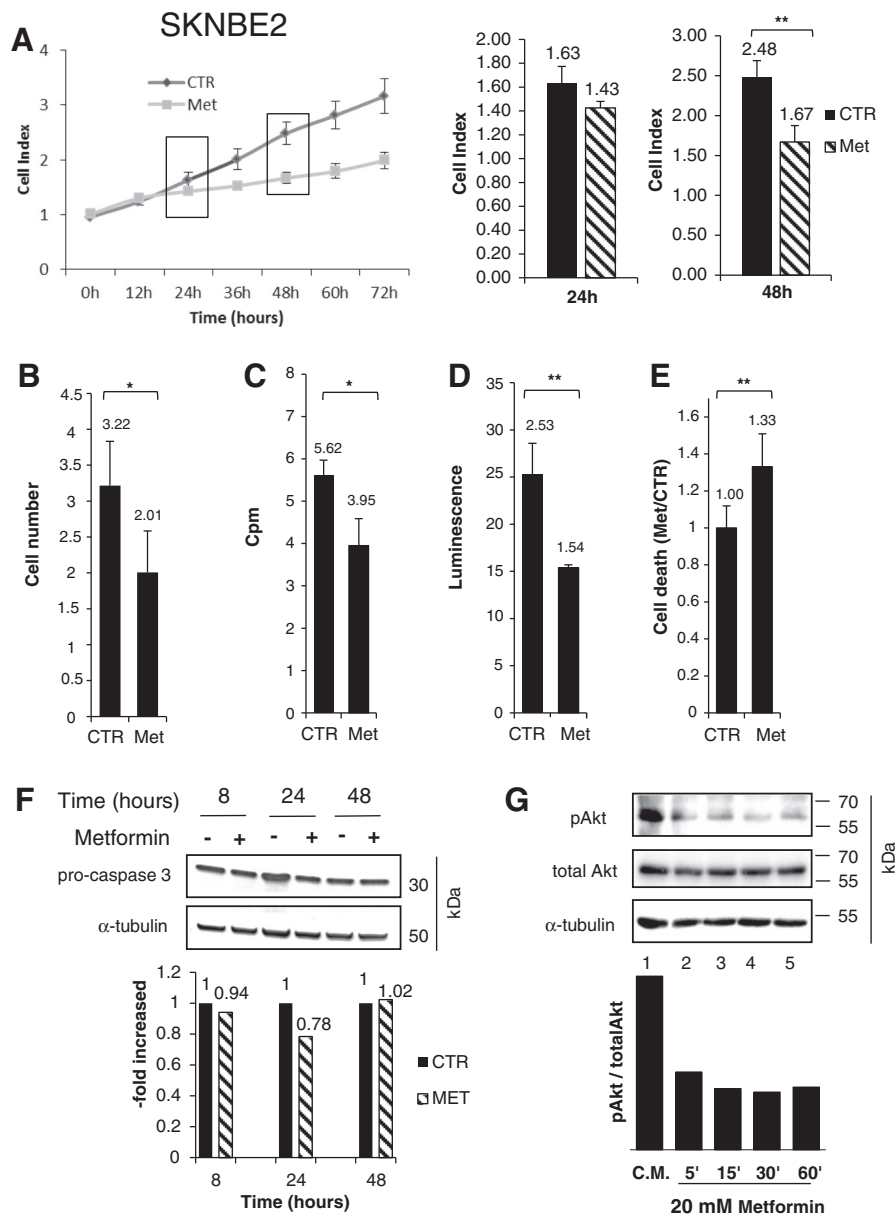 A
SKNBE2
Cell Index
4
3
2
1
0
CTR
Met
0h 12h 24h 36h 48h 60h 72h
Time (hours)
Cell Index
2.00
1.80
1.60
1.40
1.20
1.00
0.80
0.60
0.40
0.20
0.00
1.63
1.43
24h
Cell Index
3.00
2.50
2.00
1.50
1.00
0.50
0.00
**
2.48
1.67
48h
CTR
Met
B
Cell number
4.5
4
3.5
3
2.5
2
1.5
1
0.5
0
*
3.22
2.01
CTR Met
C
Cpm
8
7
6
5
4
3
2
1
0
*
5.62
3.95
CTR Met
D
Luminescence
35
30
25
20
15
10
5
0
**
2.53
1.54
CTR Met
E
Cell death (Met/CTR)
1.6
1.4
1.2
1
0.8
0.6
0.4
0.2
0
**
1.00
1.33
CTR Met
F
Time (hours) 8 24 48
Metformin - + - + - +
pro-caspase 3
30
α-tubulin
50
kDa
-fold increased
1.2
1
0.8
0.6
0.4
0.2
0
1 0.94
1 0.78
1 1.02
CTR
MET
8 24 48
Time (hours)
G
pAkt
70
55
total Akt
70
55
α-tubulin
55
kDa
1 2 3 4 5
pAkt / totalAkt
C.M. 5' 15' 30' 60'
20 mM Metformin